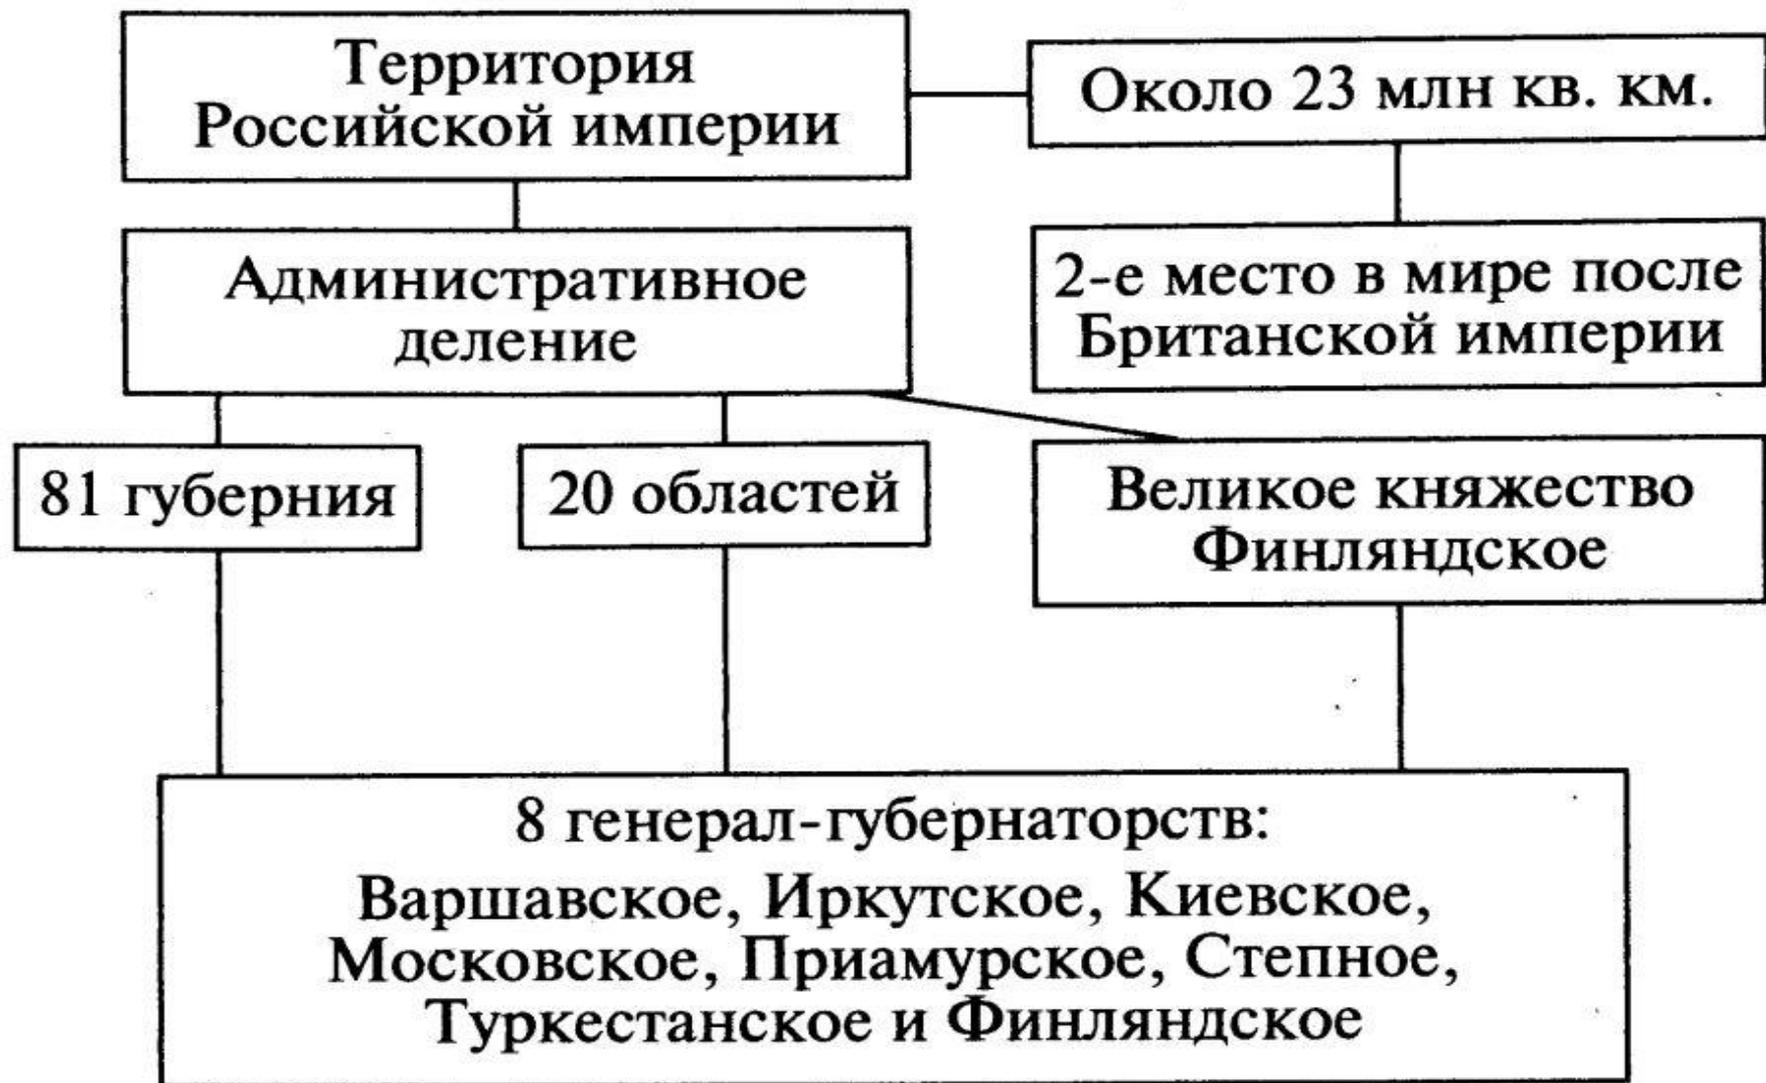 Территория
Российской империи
Около 23 млн кв. км.
Административное
деление
2-е место в мире после
Британской империи
81 губерния
20 областей
Великое княжество
Финляндское
8 генерал-губернаторств:
Варшавское, Иркутское, Киевское,
Московское, Приамурское, Степное,
Туркестанское и Финляндское